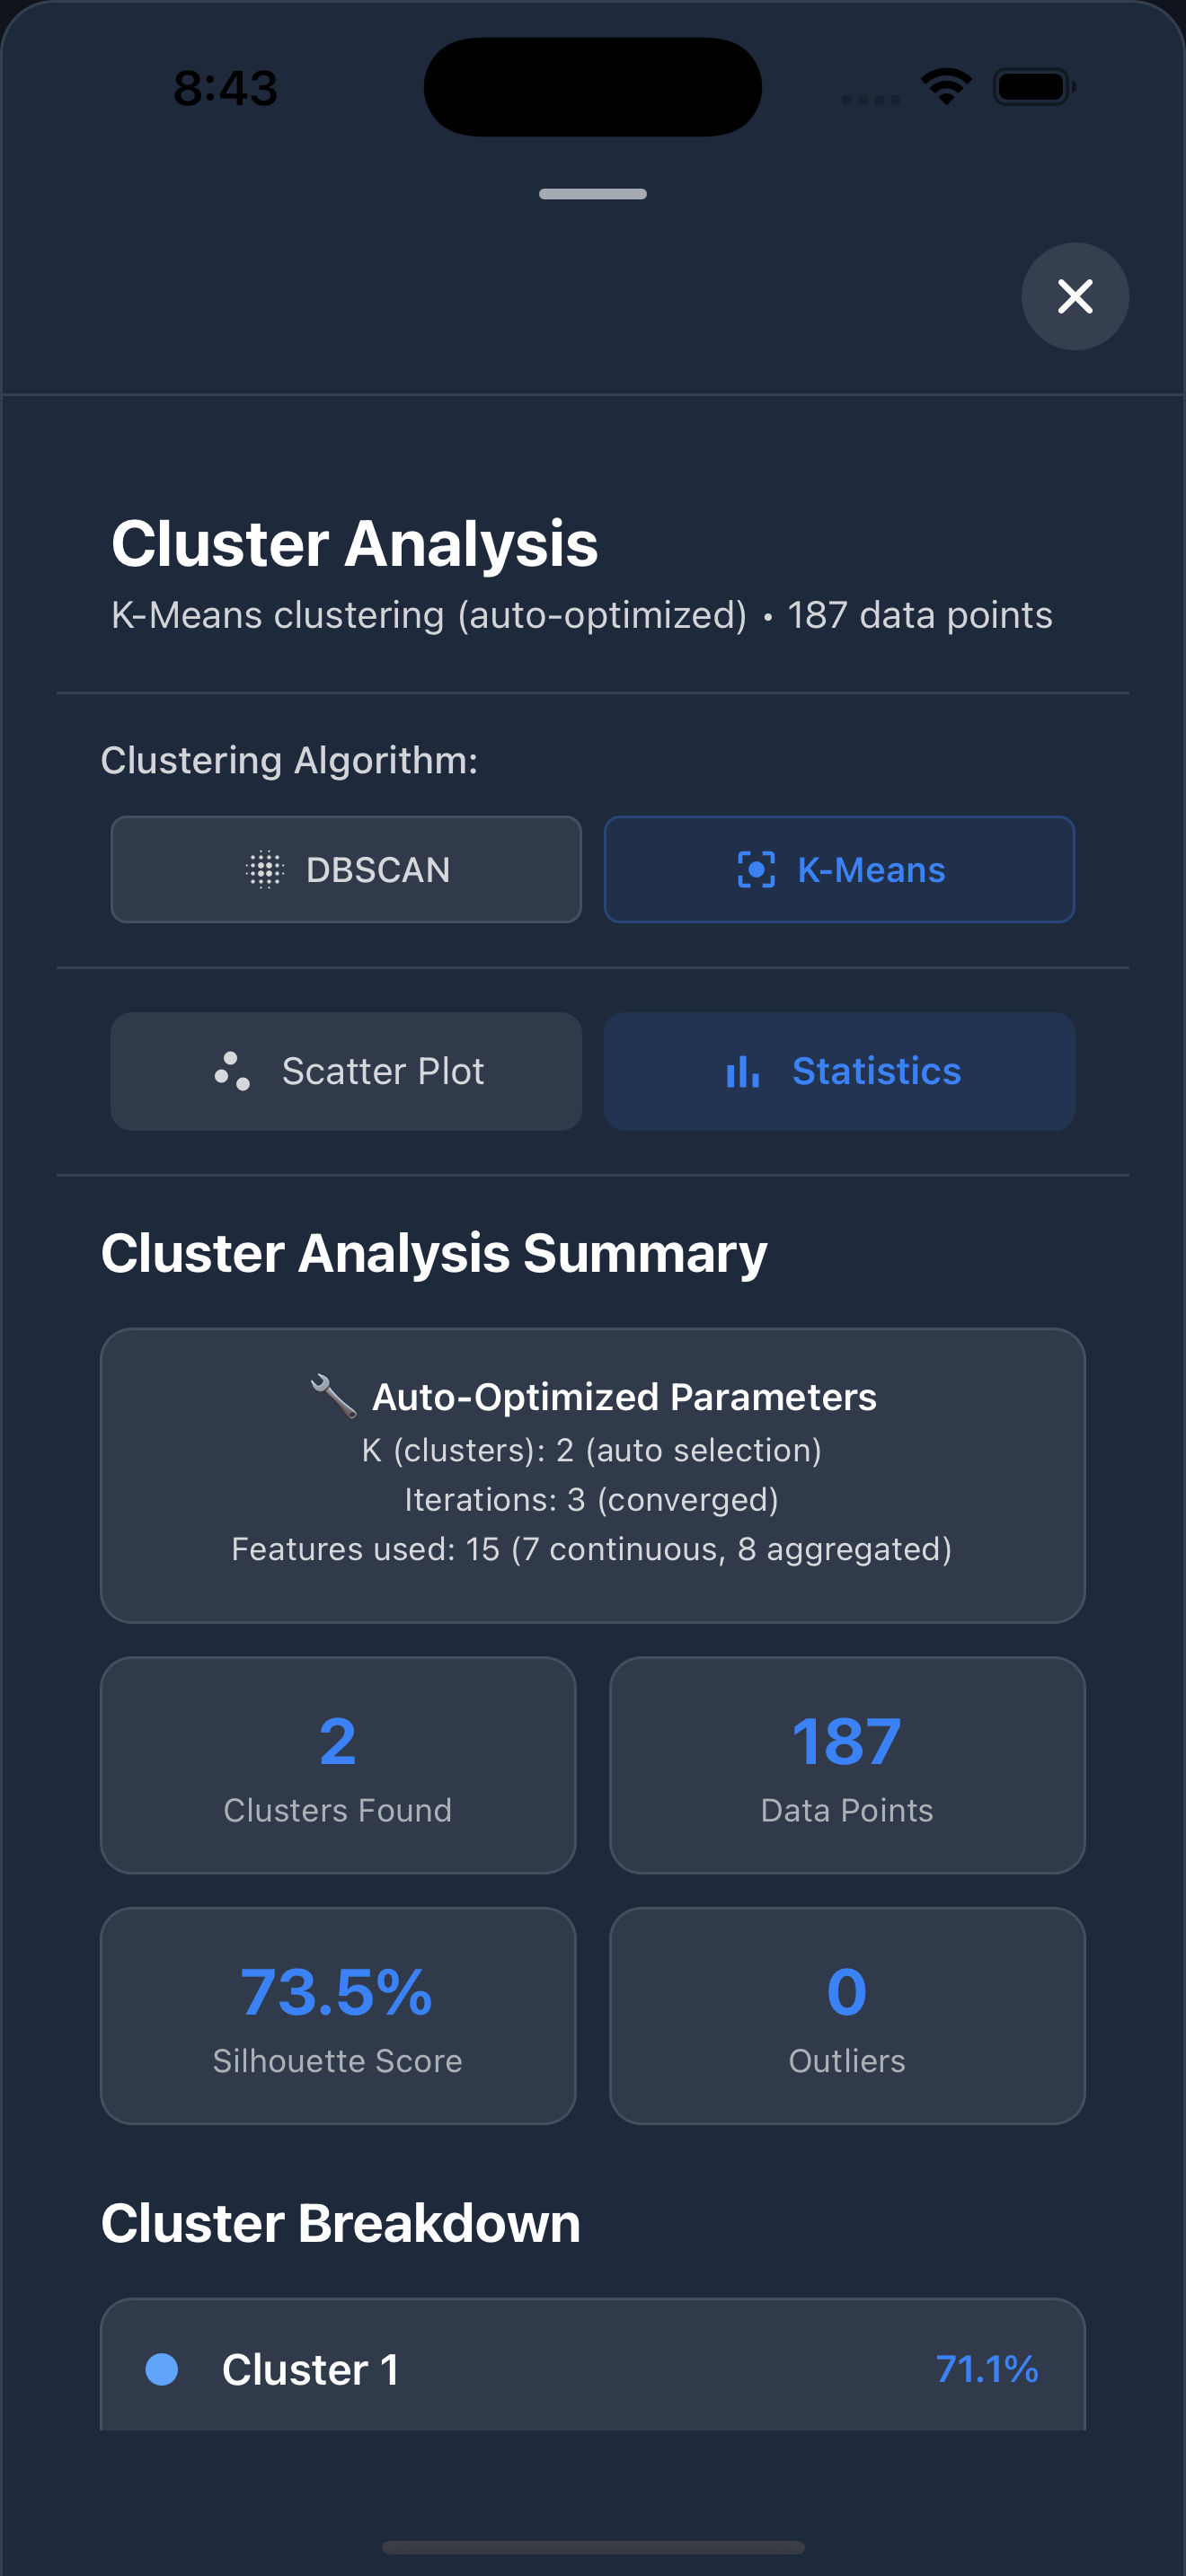 8:43
Cluster Analysis
K-Means clustering (auto-optimized) • 187 data points
Clustering Algorithm:
DBSCAN
K-Means
Scatter Plot
Statistics
Cluster Analysis Summary
🔧 Auto-Optimized Parameters
K (clusters): 2 (auto selection)
Iterations: 3 (converged)
Features used: 15 (7 continuous, 8 aggregated)
2
Clusters Found
187
Data Points
73.5%
Silhouette Score
0
Outliers
Cluster Breakdown
Cluster 1
71.1%